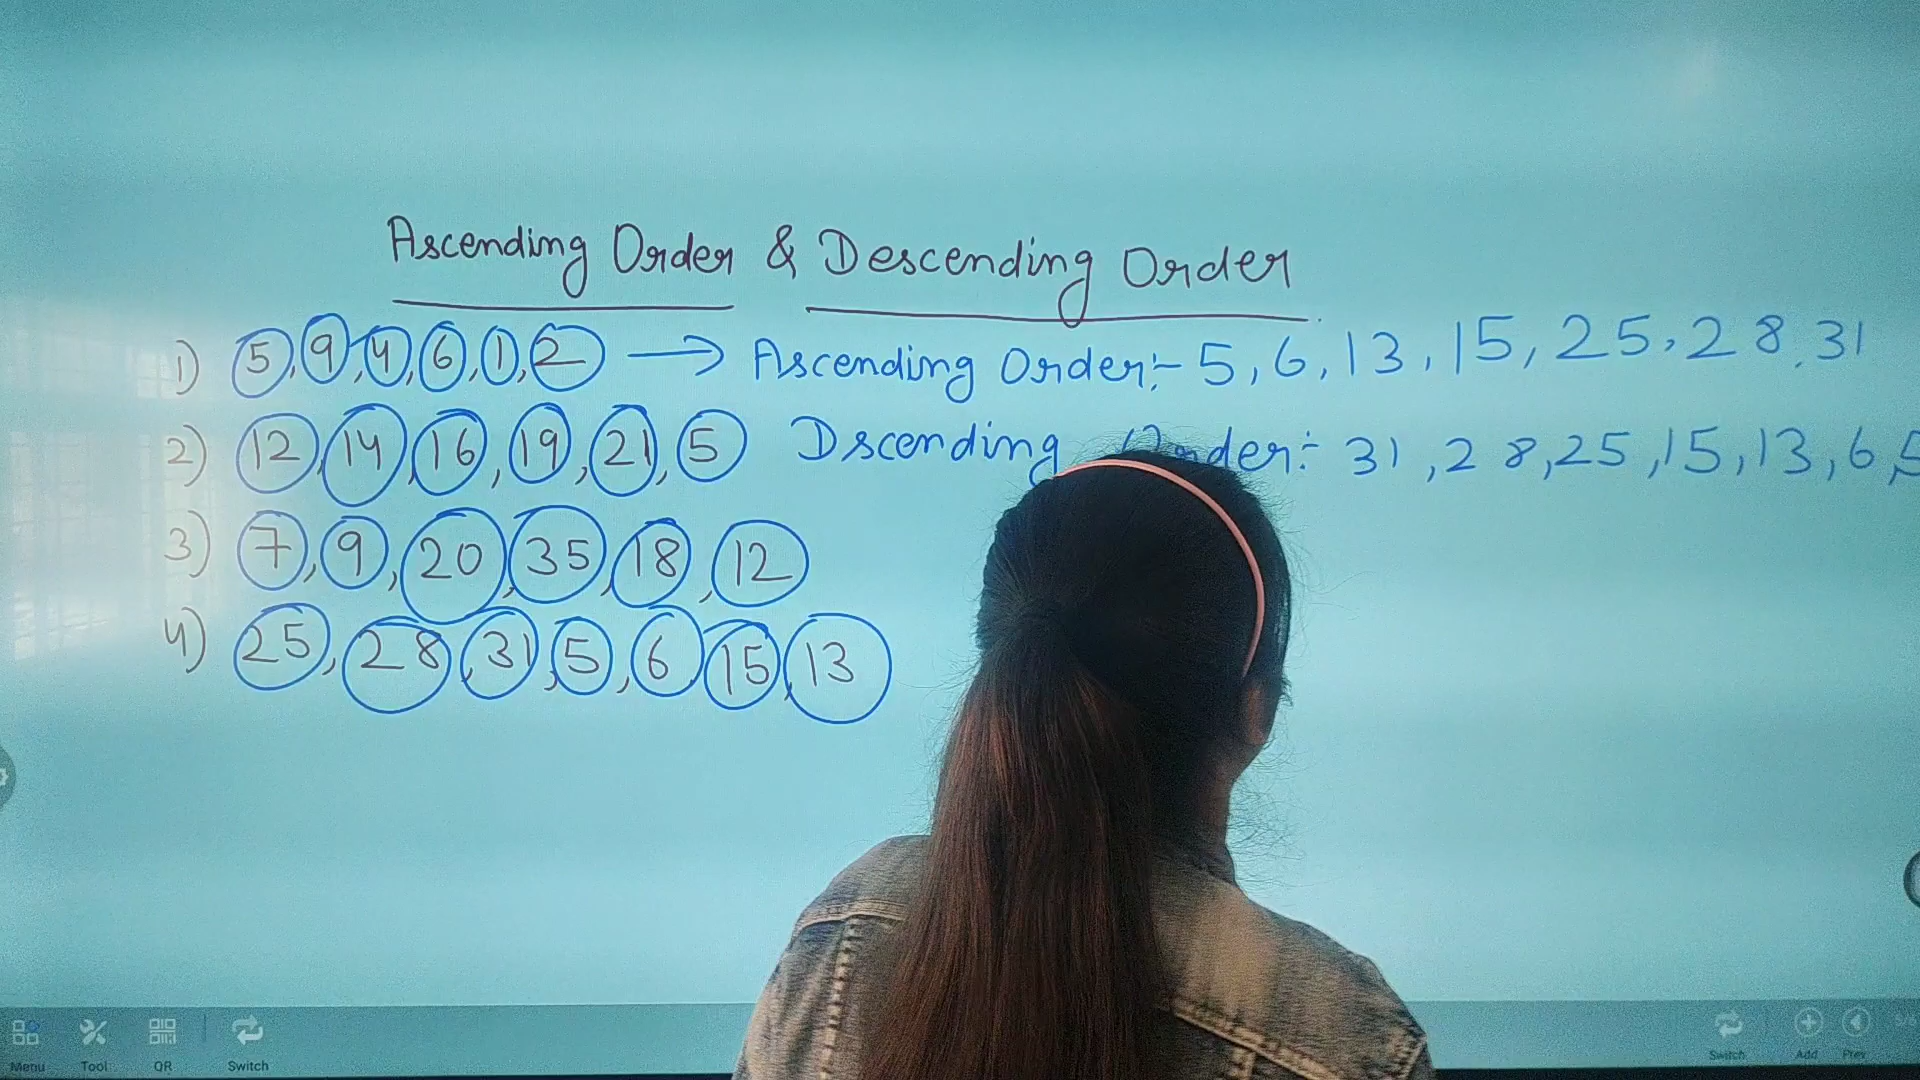 Ascending Order & Descending Order
1) 5, 9, 4, 6, 1, 2 → Ascending Order:- 5, 6, 13, 15, 25, 28, 31
2) 12, 14, 16, 19, 21, 5 Dscending Order:- 31, 28, 25, 15, 13, 6, 5
3) 7, 9, 20, 35, 18, 12
4) 25, 28, 31, 5, 6, 15, 13
Menu Tool QR Switch Switch Add Prev